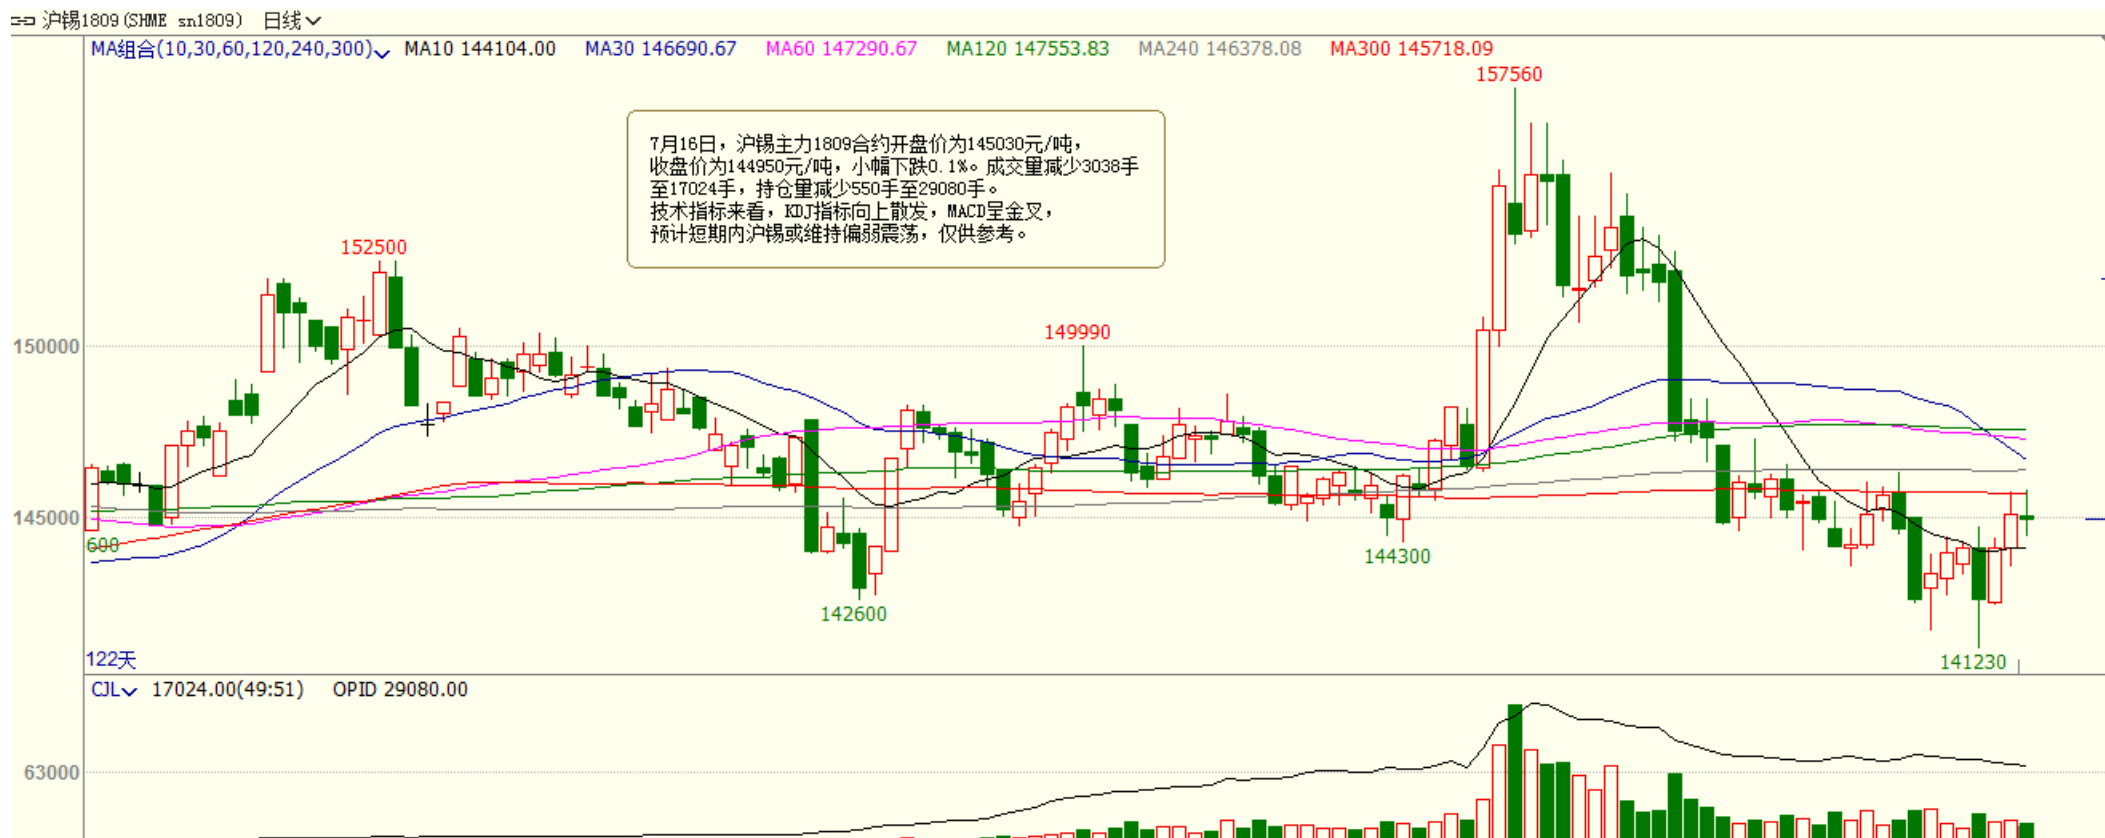 沪锡1809(SHME sn1809) 日线
MA组合(10,30,60,120,240,300) MA10 144104.00 MA30 146690.67 MA60 147290.67 MA120 147553.83 MA240 146378.08 MA300 145718.09
157560
7月16日，沪锡主力1809合约开盘价为145030元/吨，
收盘价为144950元/吨，小幅下跌0.1%。成交量减少3038手
至17024手，持仓量减少550手至29080手。
技术指标来看，KDJ指标向上散发，MACD呈金叉，
预计短期内沪锡或维持偏弱震荡，仅供参考。
152500
149990
150000
145000
600
144300
142600
122天
141230
CJL 17024.00(49:51) OPID 29080.00
63000